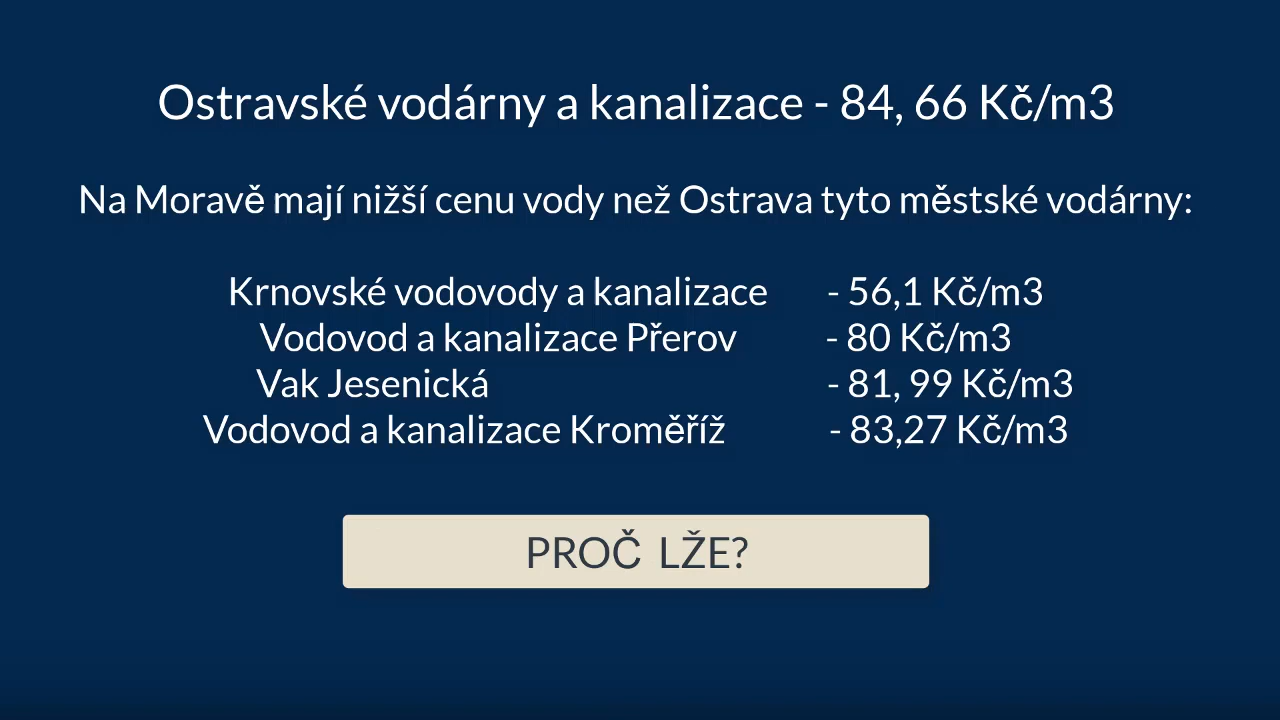 Ostravské vodárny a kanalizace - 84, 66 Kč/m3
Na Moravě mají nižší cenu vody než Ostrava tyto městské vodárny:
Krnovské vodovody a kanalizace - 56,1 Kč/m3
Vodovod a kanalizace Přerov - 80 Kč/m3
Vak Jesenická - 81, 99 Kč/m3
Vodovod a kanalizace Kroměříž - 83,27 Kč/m3
PROČ LŽE?